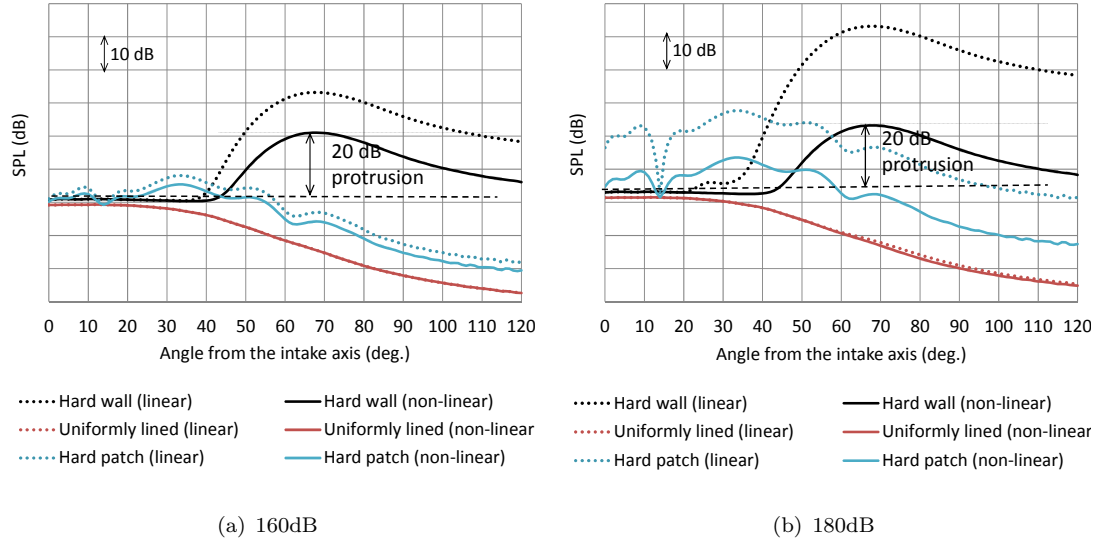 10 dB
SPL (dB)
20 dB
protrusion
0 10 20 30 40 50 60 70 80 90 100 110 120
Angle from the intake axis (deg.)
Hard wall (linear) Hard wall (non-linear)
Uniformly lined (linear) Uniformly lined (non-linear
Hard patch (linear) Hard patch (non-linear)
(a) 160dB
10 dB
SPL (dB)
20 dB
protrusion
0 10 20 30 40 50 60 70 80 90 100 110 120
Angle from the intake axis (deg.)
Hard wall (linear) Hard wall (non-linear)
Uniformly lined (linear) Uniformly lined (non-linear
Hard patch (linear) Hard patch (non-linear)
(b) 180dB